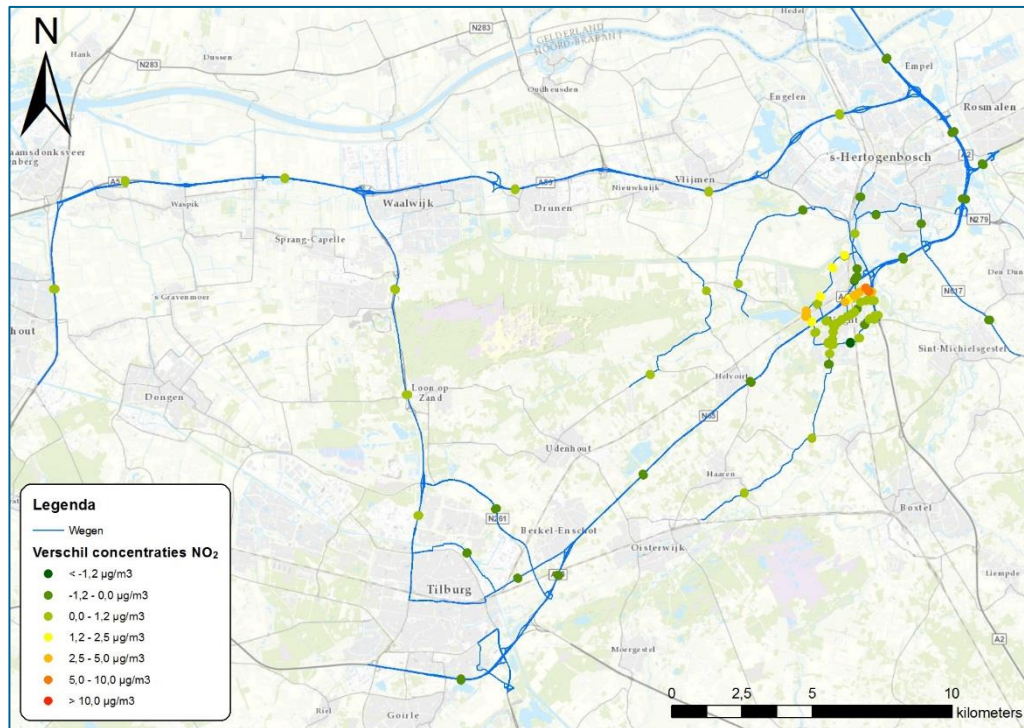 N
Hank
N283
Dussen
N283
GELDERLAND
NOORD-BRABANT
Oudheusden
Hedel
Empel
Engelen
Rosmalen
aamsdonksveer
enberg
A59
Waspik
Waalwijk
A59
Drunen
Nieuwkuijk
Vlijmen
s-Hertogenbosch
A2
N279
Sprang-Capelle
Den Dun
s Gravenmoer
hout
N617
Sint-Michielsgestel
Helvoirt
Loon op
Zand
Dongen
N65
Udenhout
Haaren
Boxtel
N261
Berkel-Enschot
Oisterwijk
Liempde
Tilburg
A2
Moergestel
Riel
Goirle
Legenda
Wegen
Verschil concentraties NO₂
< -1,2 µg/m3
-1,2 - 0,0 µg/m3
0,0 - 1,2 µg/m3
1,2 - 2,5 µg/m3
2,5 - 5,0 µg/m3
5,0 - 10,0 µg/m3
> 10,0 µg/m3
0 2,5 5 10
kilometers